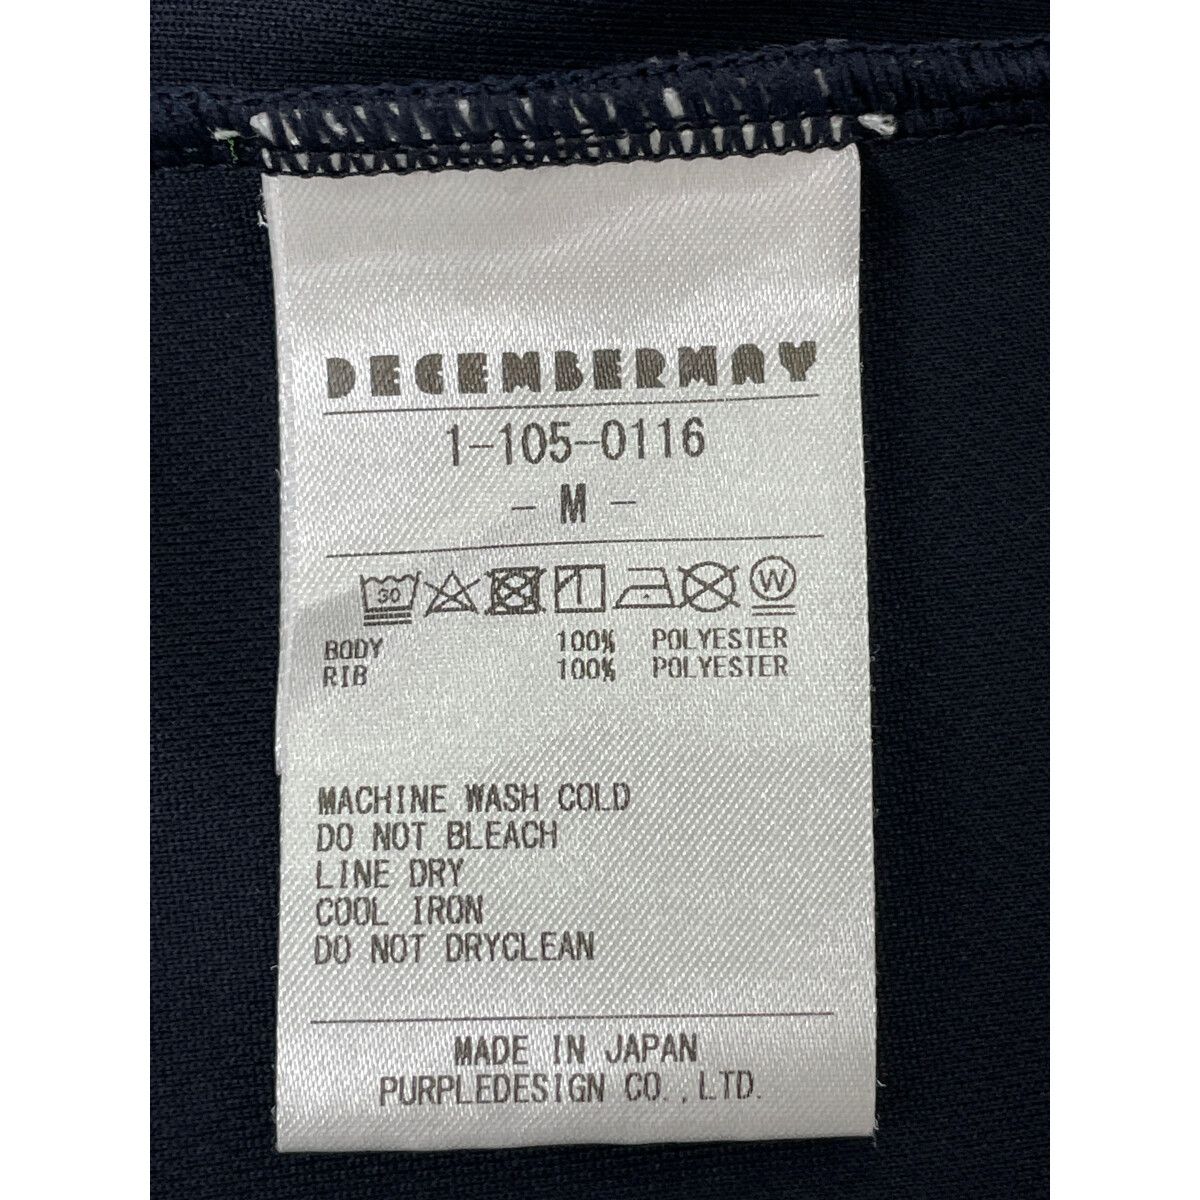 DECEMBERMAY
1-105-0116
- M -
30 W
BODY 100% POLYESTER
RIB 100% POLYESTER
MACHINE WASH COLD
DO NOT BLEACH
LINE DRY
COOL IRON
DO NOT DRYCLEAN
MADE IN JAPAN
PURPLEDESIGN CO.,LTD.